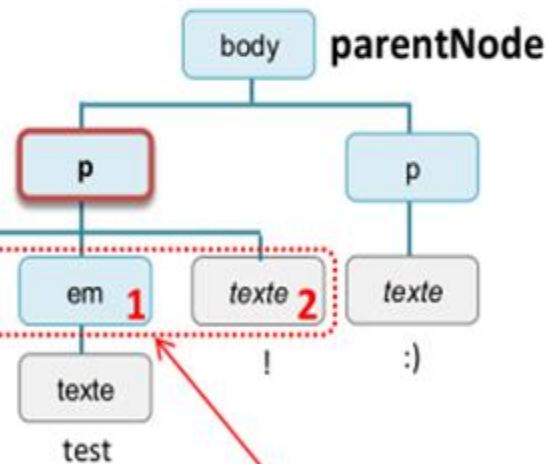 body parentNode
p p
em 1 texte 2 texte
! :)
texte
test